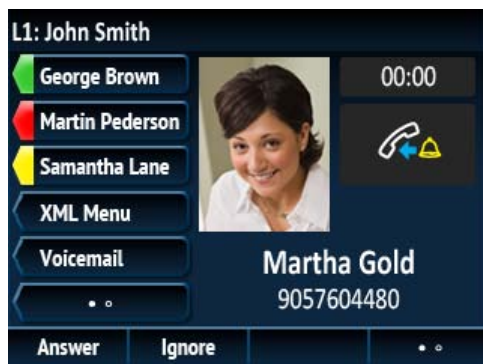 L1: John Smith
George Brown
00:00
Martin Pederson
Samantha Lane
XML Menu
Voicemail
Martha Gold
9057604480
Answer
Ignore